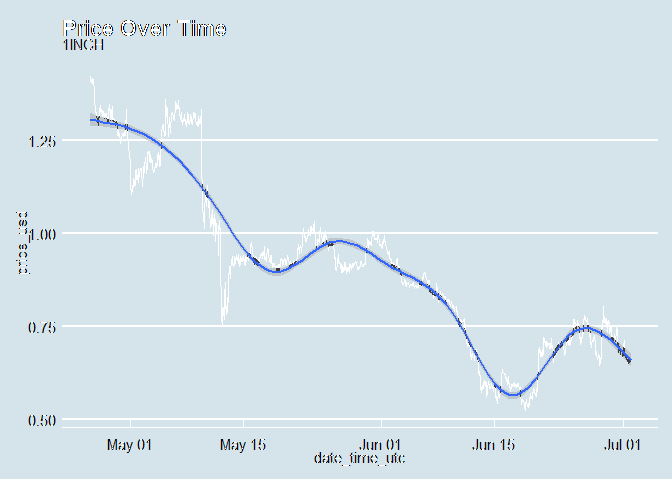 Price Over Time
1INCH
1.25
1.00
0.75
0.50
price_usd
May 01
May 15
Jun 01
Jun 15
Jul 01
date_time_utc